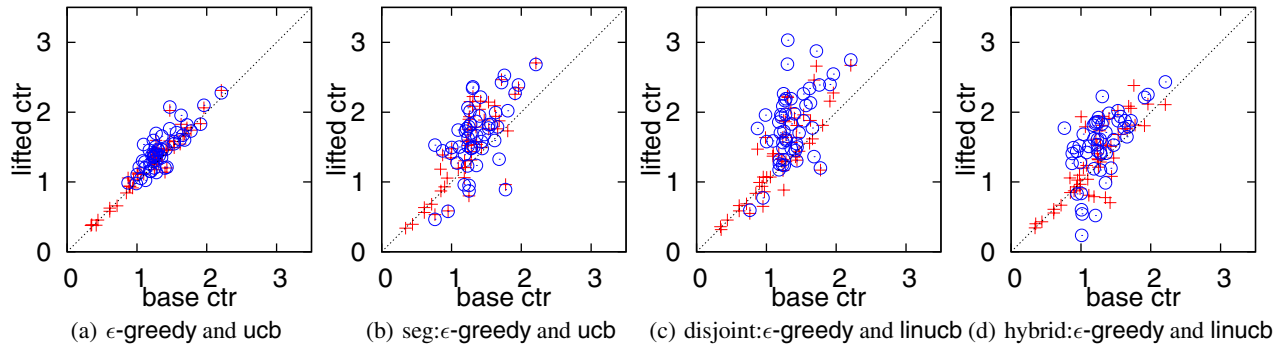 3
2
1
0
lifted ctr
0 1 2 3
base ctr
(a) ϵ-greedy and ucb
3
2
1
0
lifted ctr
0 1 2 3
base ctr
(b) seg:ϵ-greedy and ucb
3
2
1
0
lifted ctr
0 1 2 3
base ctr
(c) disjoint:ϵ-greedy and linucb
3
2
1
0
lifted ctr
0 1 2 3
base ctr
(d) hybrid:ϵ-greedy and linucb